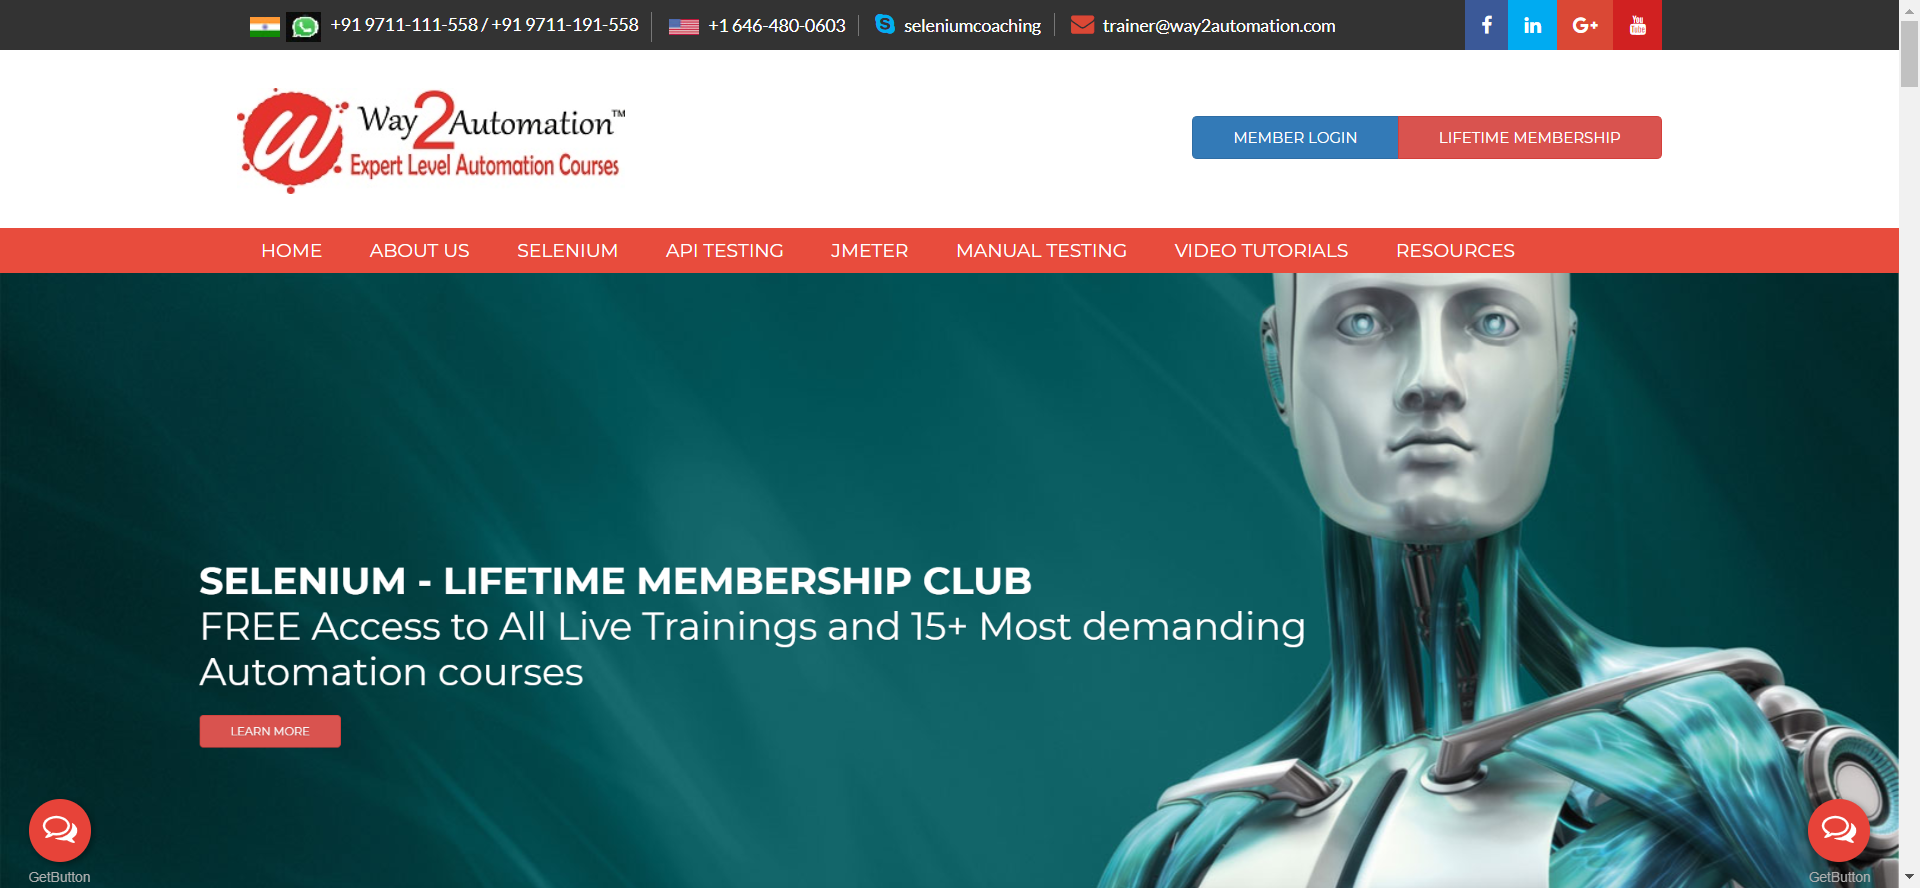 +91 9711-111-558 / +91 9711-191-558
+1 646-480-0603
seleniumcoaching
trainer@way2automation.com
f
in
G+
You
Tube
Way2Automation™
Expert Level Automation Courses
MEMBER LOGIN
LIFETIME MEMBERSHIP
HOME
ABOUT US
SELENIUM
API TESTING
JMETER
MANUAL TESTING
VIDEO TUTORIALS
RESOURCES
SELENIUM - LIFETIME MEMBERSHIP CLUB
FREE Access to All Live Trainings and 15+ Most demanding
Automation courses
LEARN MORE
GetButton
GetButton